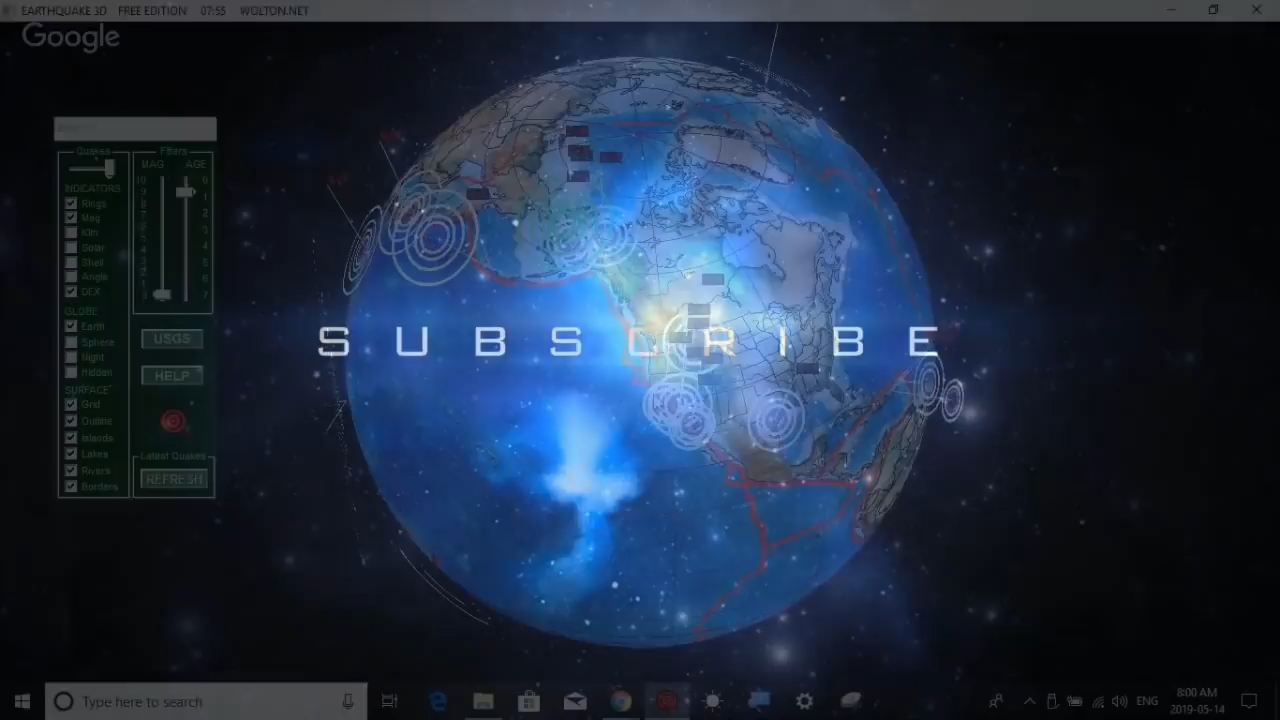 EARTHQUAKE 3D FREE EDITION 07:55 WOLTON.NET
Google
Quakes
Filters
MAG AGE
INDICATORS
Rings
Mag
Klm
Solar
Shell
Angle
DEX
GLOBE
Earth
Sphere
Night
Hidden
SURFACE
Grid
Outline
Islands
Lakes
Rivers
Borders
USGS
HELP
Latest Quakes
REFRESH
SUBSCRIBE
Type here to search
ENG
8:00 AM
2019-05-14